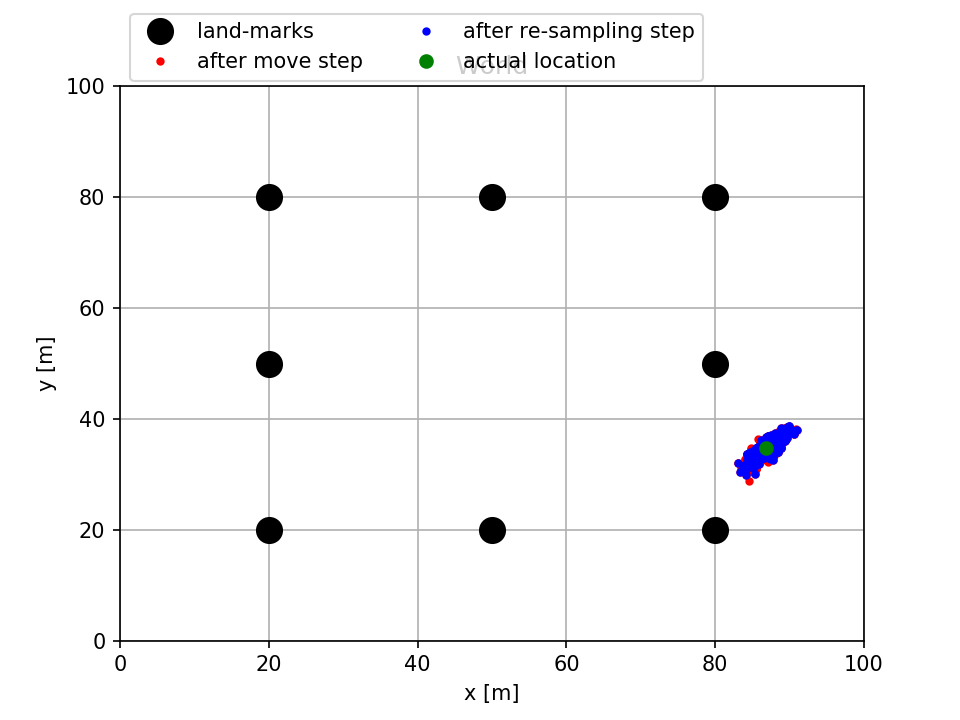 land-marks
after move step
after re-sampling step
actual location
World
100
80
60
40
20
0
y [m]
0 20 40 60 80 100
x [m]